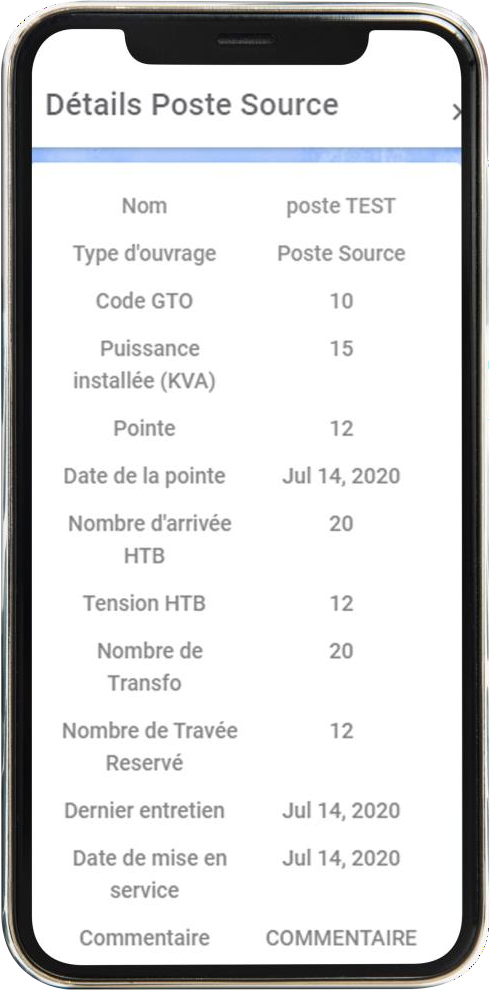 Détails Poste Source
Nom poste TEST
Type d'ouvrage Poste Source
Code GTO 10
Puissance 15
installée (KVA)
Pointe 12
Date de la pointe Jul 14, 2020
Nombre d'arrivée 20
HTB
Tension HTB 12
Nombre de 20
Transfo
Nombre de Travée 12
Reservé
Dernier entretien Jul 14, 2020
Date de mise en Jul 14, 2020
service
Commentaire COMMENTAIRE